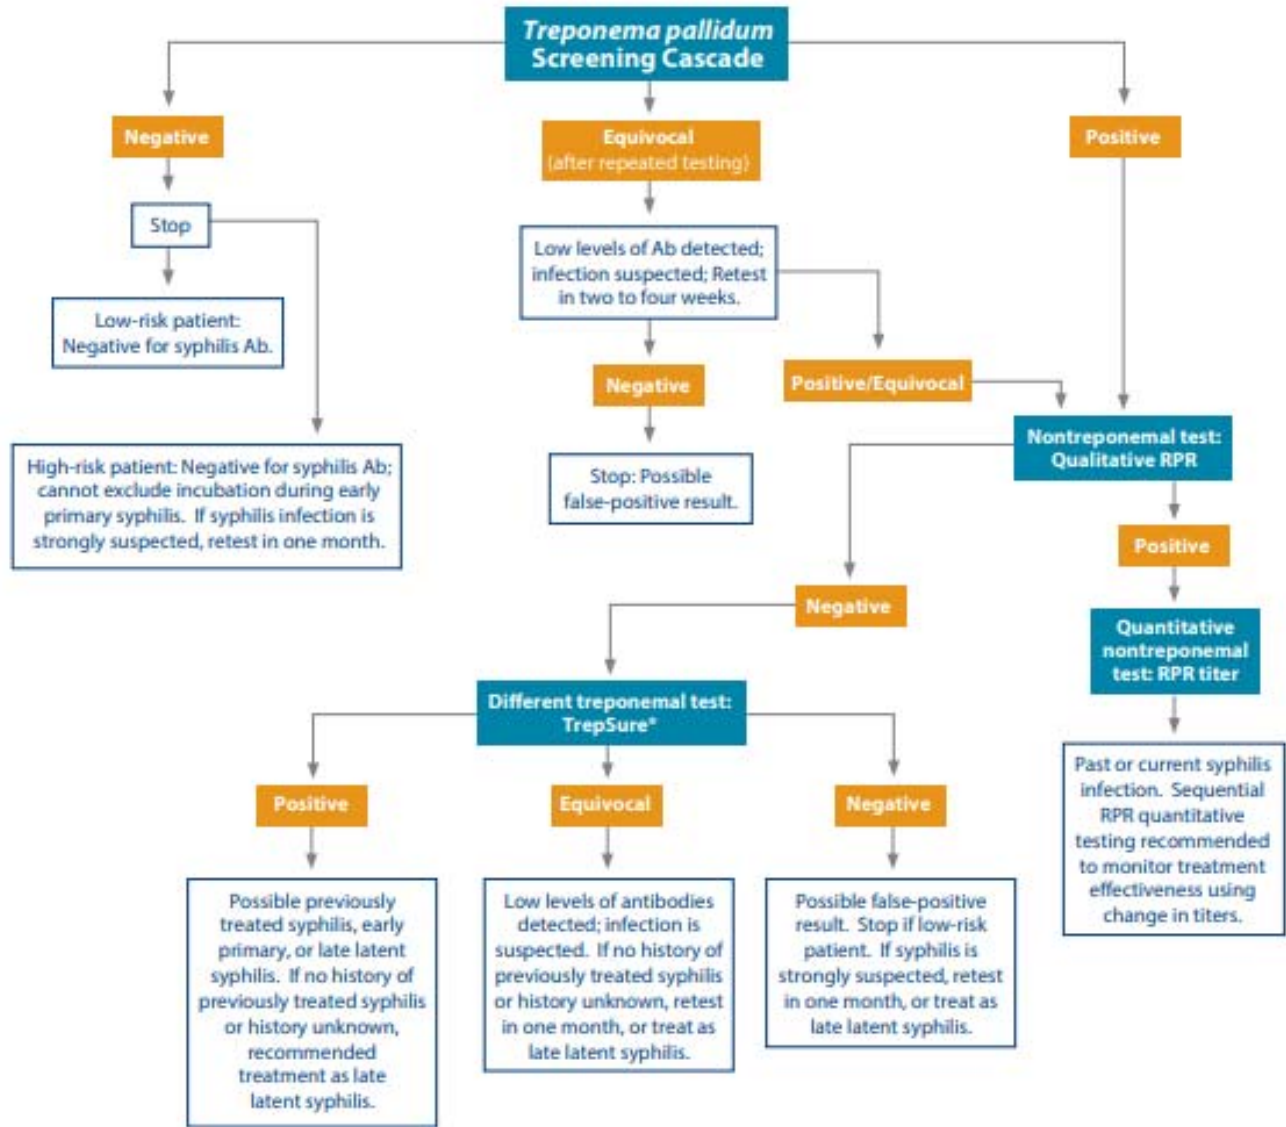 Treponema pallidum
Screening Cascade
Negative
Equivocal
(after repeated testing)
Positive
Stop
Low levels of Ab detected;
infection suspected; Retest
in two to four weeks.
Low-risk patient:
Negative for syphilis Ab.
Negative
Positive/Equivocal
High-risk patient: Negative for syphilis Ab;
cannot exclude incubation during early
primary syphilis. If syphilis infection is
strongly suspected, retest in one month.
Stop: Possible
false-positive result.
Nontreponemal test:
Qualitative RPR
Positive
Negative
Quantitative
nontreponemal
test: RPR titer
Different treponemal test:
TrepSure*
Positive
Equivocal
Negative
Past or current syphilis
infection. Sequential
RPR quantitative
testing recommended
to monitor treatment
effectiveness using
change in titers.
Possible previously
treated syphilis, early
primary, or late latent
syphilis. If no history of
previously treated syphilis
or history unknown,
recommended
treatment as late
latent syphilis.
Low levels of antibodies
detected; infection is
suspected. If no history of
previously treated syphilis
or history unknown, retest
in one month, or treat as
late latent syphilis.
Possible false-positive
result. Stop if low-risk
patient. If syphilis is
strongly suspected, retest
in one month, or treat as
late latent syphilis.